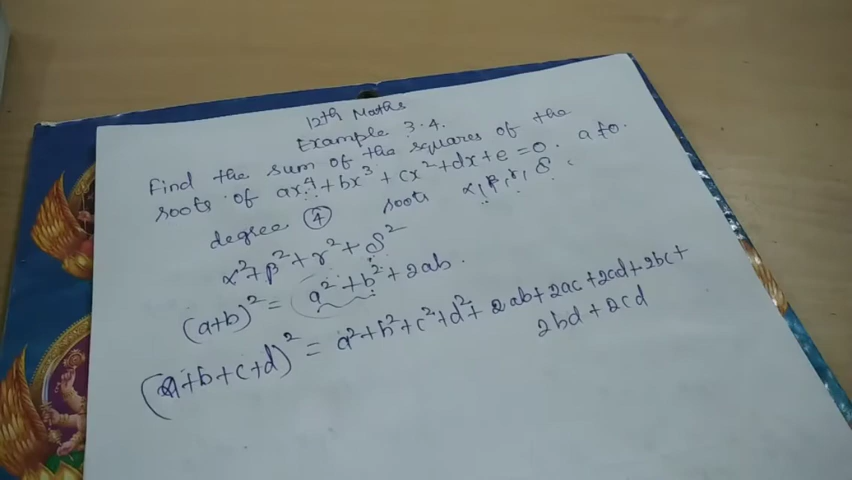 12th Maths
Example 3.4.
Find the sum of the squares of the
roots of ax⁴+bx³+cx²+dx+e=0. a≠0.
degree ④ roots α, β, γ, δ
α²+β²+γ²+δ²
(a+b)² = a²+b²+2ab.
(a+b+c+d)² = a²+b²+c²+d²+2ab+2ac+2cd+2bc+
2bd+2cd